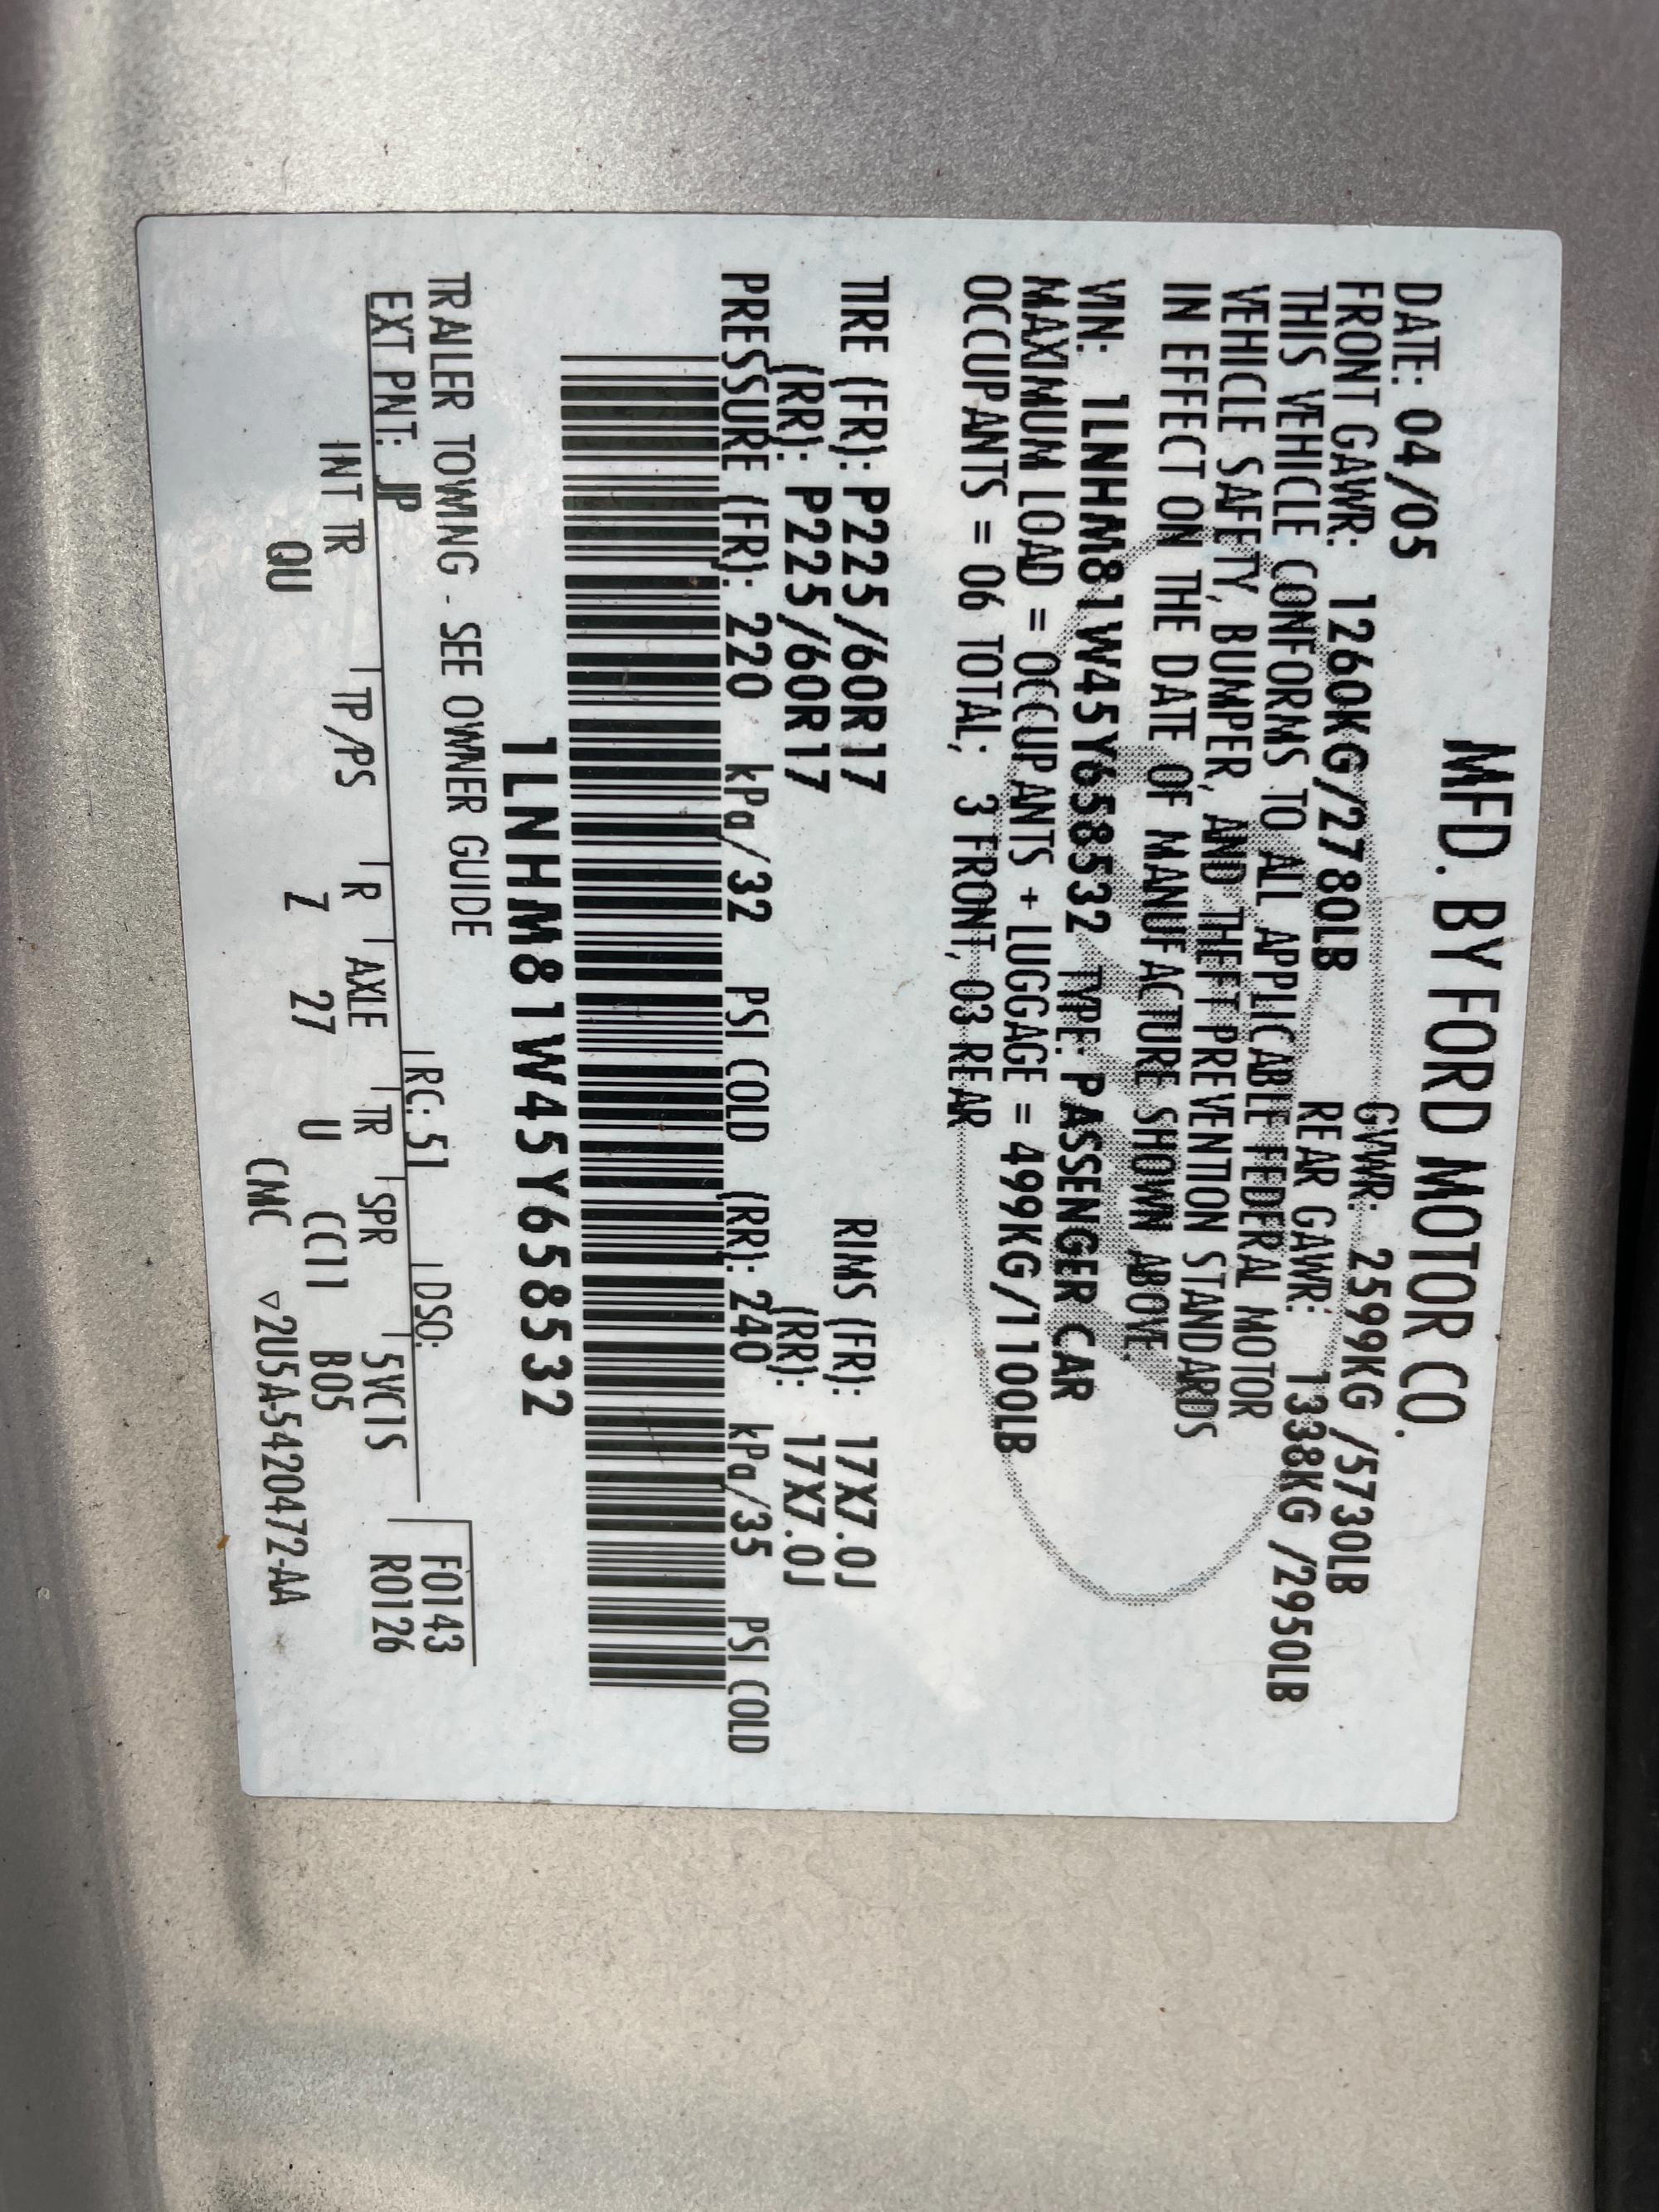 MFD. BY FORD MOTOR CO.
DATE: 04/05 GVWR: 2599KG /5730LB
FRONT GAWR: 1260KG/2780LB REAR GAWR: 1338KG /2950LB
THIS VEHICLE CONFORMS TO ALL APPLICABLE FEDERAL MOTOR
VEHICLE SAFETY, BUMPER, AND THEFT PREVENTION STANDARDS
IN EFFECT ON THE DATE OF MANUFACTURE SHOWN ABOVE.
VIN: 1LNHM81W45Y658532 TYPE: PASSENGER CAR
MAXIMUM LOAD = OCCUPANTS + LUGGAGE = 499KG/1100LB
OCCUPANTS = 06 TOTAL; 3 FRONT, 03 REAR
TIRE (FR): P225/60R17 RIMS (FR): 17X7.0J
(RR): P225/60R17 (RR): 17X7.0J
PRESSURE (FR): 220 kPa/32 PSI COLD (RR): 240 kPa/35 PSI COLD
1LNHM81W45Y658532
TRAILER TOWING - SEE OWNER GUIDE
F0143
EXT PNT: JP RC: 51 DSO: R0126
INT TR TP/PS R AXLE TR SPR 5VC1S
QU Z 27 U CC11 B05
CMC ▽2U5A-5420472-AA